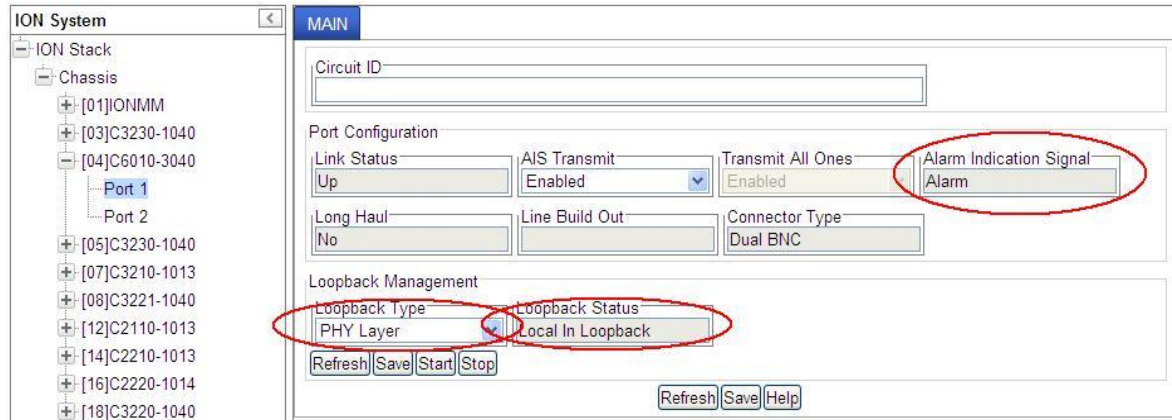 ION System
<
MAIN
ION Stack
Chassis
[01]IONMM
[03]C3230-1040
[04]C6010-3040
Port 1
Port 2
[05]C3230-1040
[07]C3210-1013
[08]C3221-1040
[12]C2110-1013
[14]C2210-1013
[16]C2220-1014
[18]C3220-1040
Circuit ID
Port Configuration
Link Status AIS Transmit Transmit All Ones Alarm Indication Signal
Up Enabled Enabled Alarm
Long Haul Line Build Out Connector Type
No Dual BNC
Loopback Management
Loopback Type Loopback Status
PHY Layer Local In Loopback
Refresh Save Start Stop
Refresh Save Help